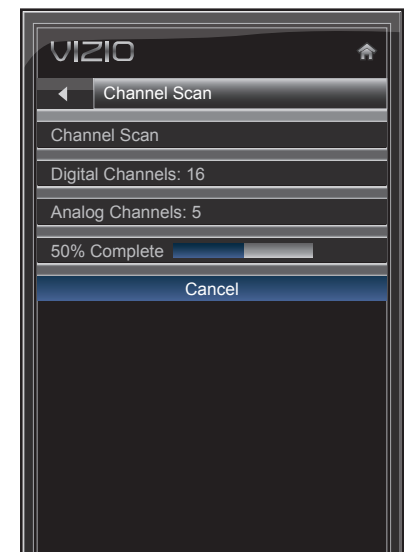 VIZIO
Channel Scan
Channel Scan
Digital Channels: 16
Analog Channels: 5
50% Complete
Cancel